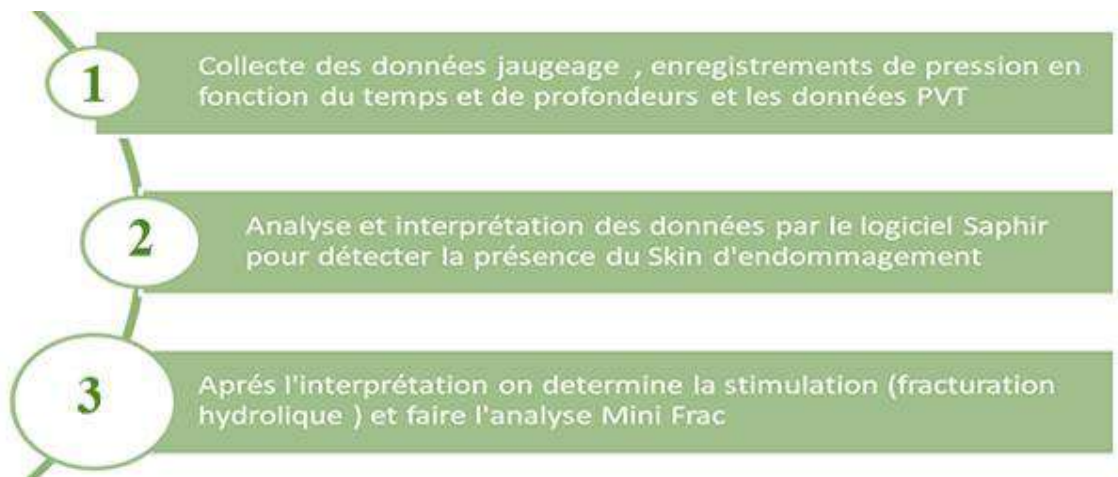 1
Collecte des données jaugeage , enregistrements de pression en
fonction du temps et de profondeurs et les données PVT
2
Analyse et interprétation des données par le logiciel Saphir
pour détecter la présence du Skin d'endommagement
3
Aprés l'interprétation on determine la stimulation (fracturation
hydrolique ) et faire l'analyse Mini Frac